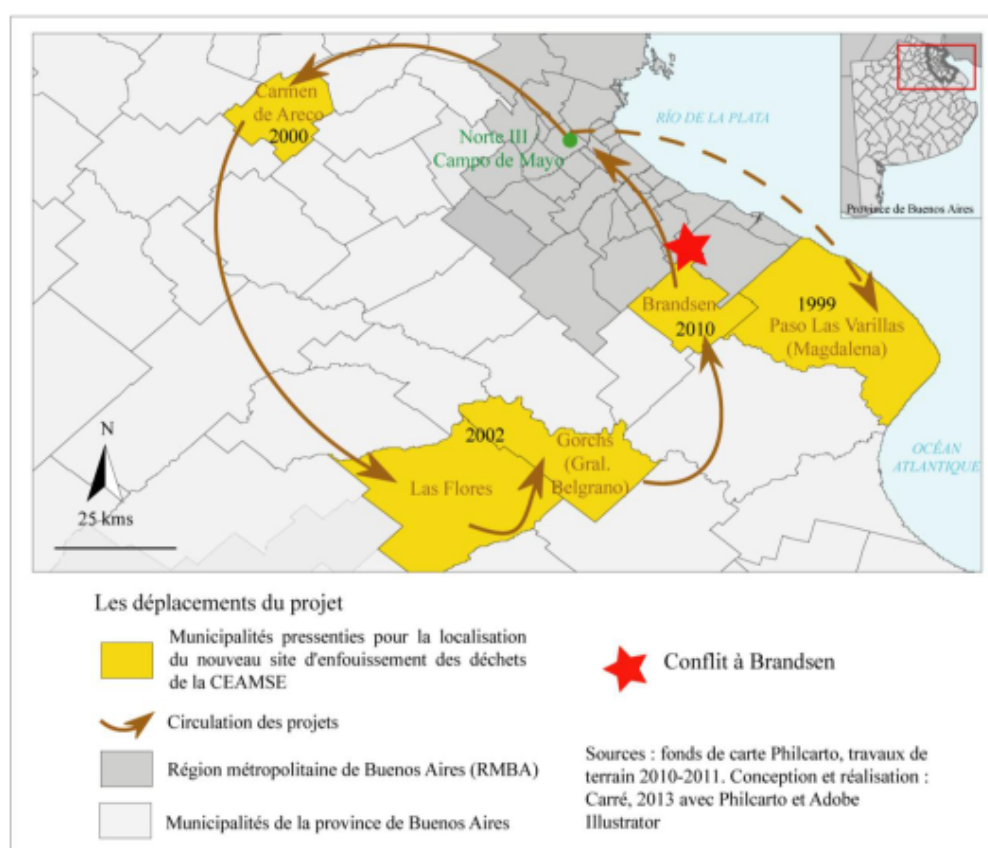 Carmen
de Areco
2000
Norte III /
Campo de Mayo
RÍO DE LA PLATA
Province de Buenos Aires
Brandsen
2010
1999
Paso Las Varillas
(Magdalena)
2002
Las Flores
Gorchs
(Gral.
Belgrano)
OCÉAN
ATLANTIQUE
N
25 kms
Les déplacements du projet
Municipalités pressenties pour la localisation
du nouveau site d'enfouissement des déchets
de la CEAMSE
Circulation des projets
Région métropolitaine de Buenos Aires (RMBA)
Municipalités de la province de Buenos Aires
Conflit à Brandsen
Sources : fonds de carte Philcarto, travaux de
terrain 2010-2011. Conception et réalisation :
Carré, 2013 avec Philcarto et Adobe
Illustrator